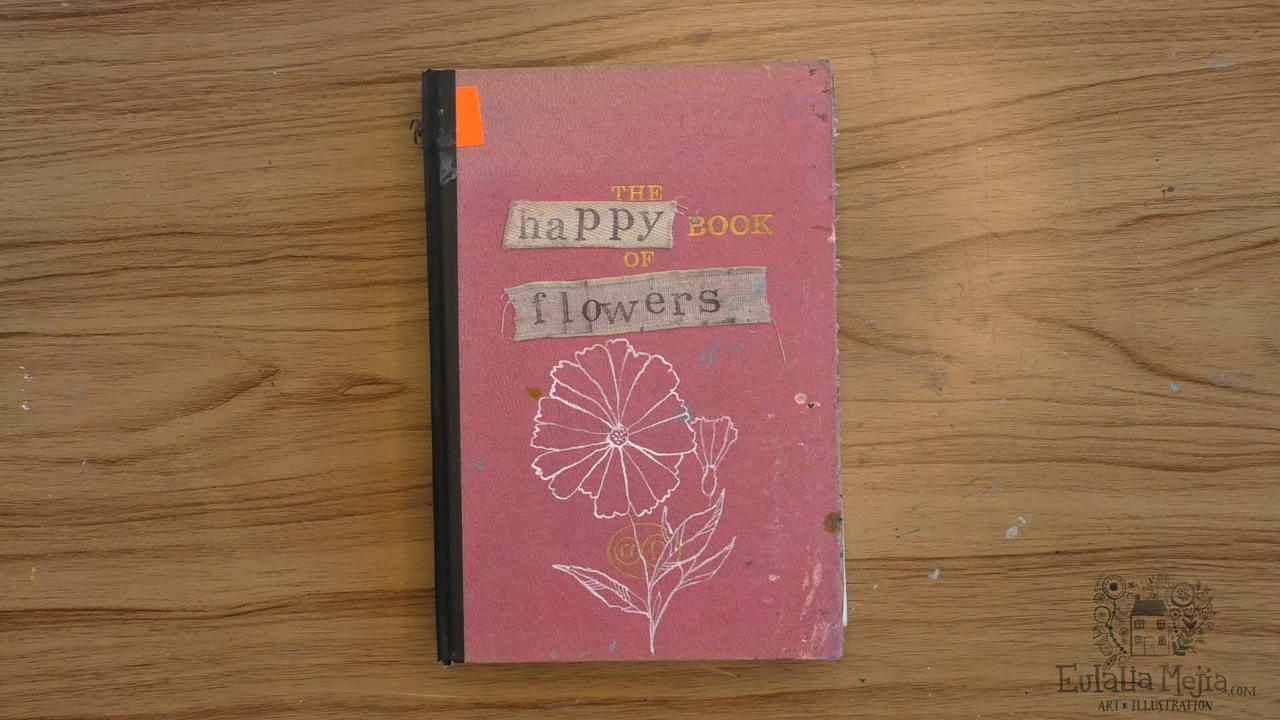 THE
happy BOOK
OF
flowers
EuLaLia Mejia.COM
ART x ILLUSTRATION